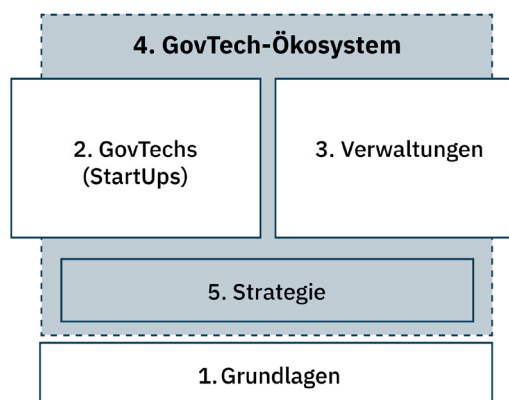 4. GovTech-Ökosystem
2. GovTechs
(StartUps)
3. Verwaltungen
5. Strategie
1. Grundlagen